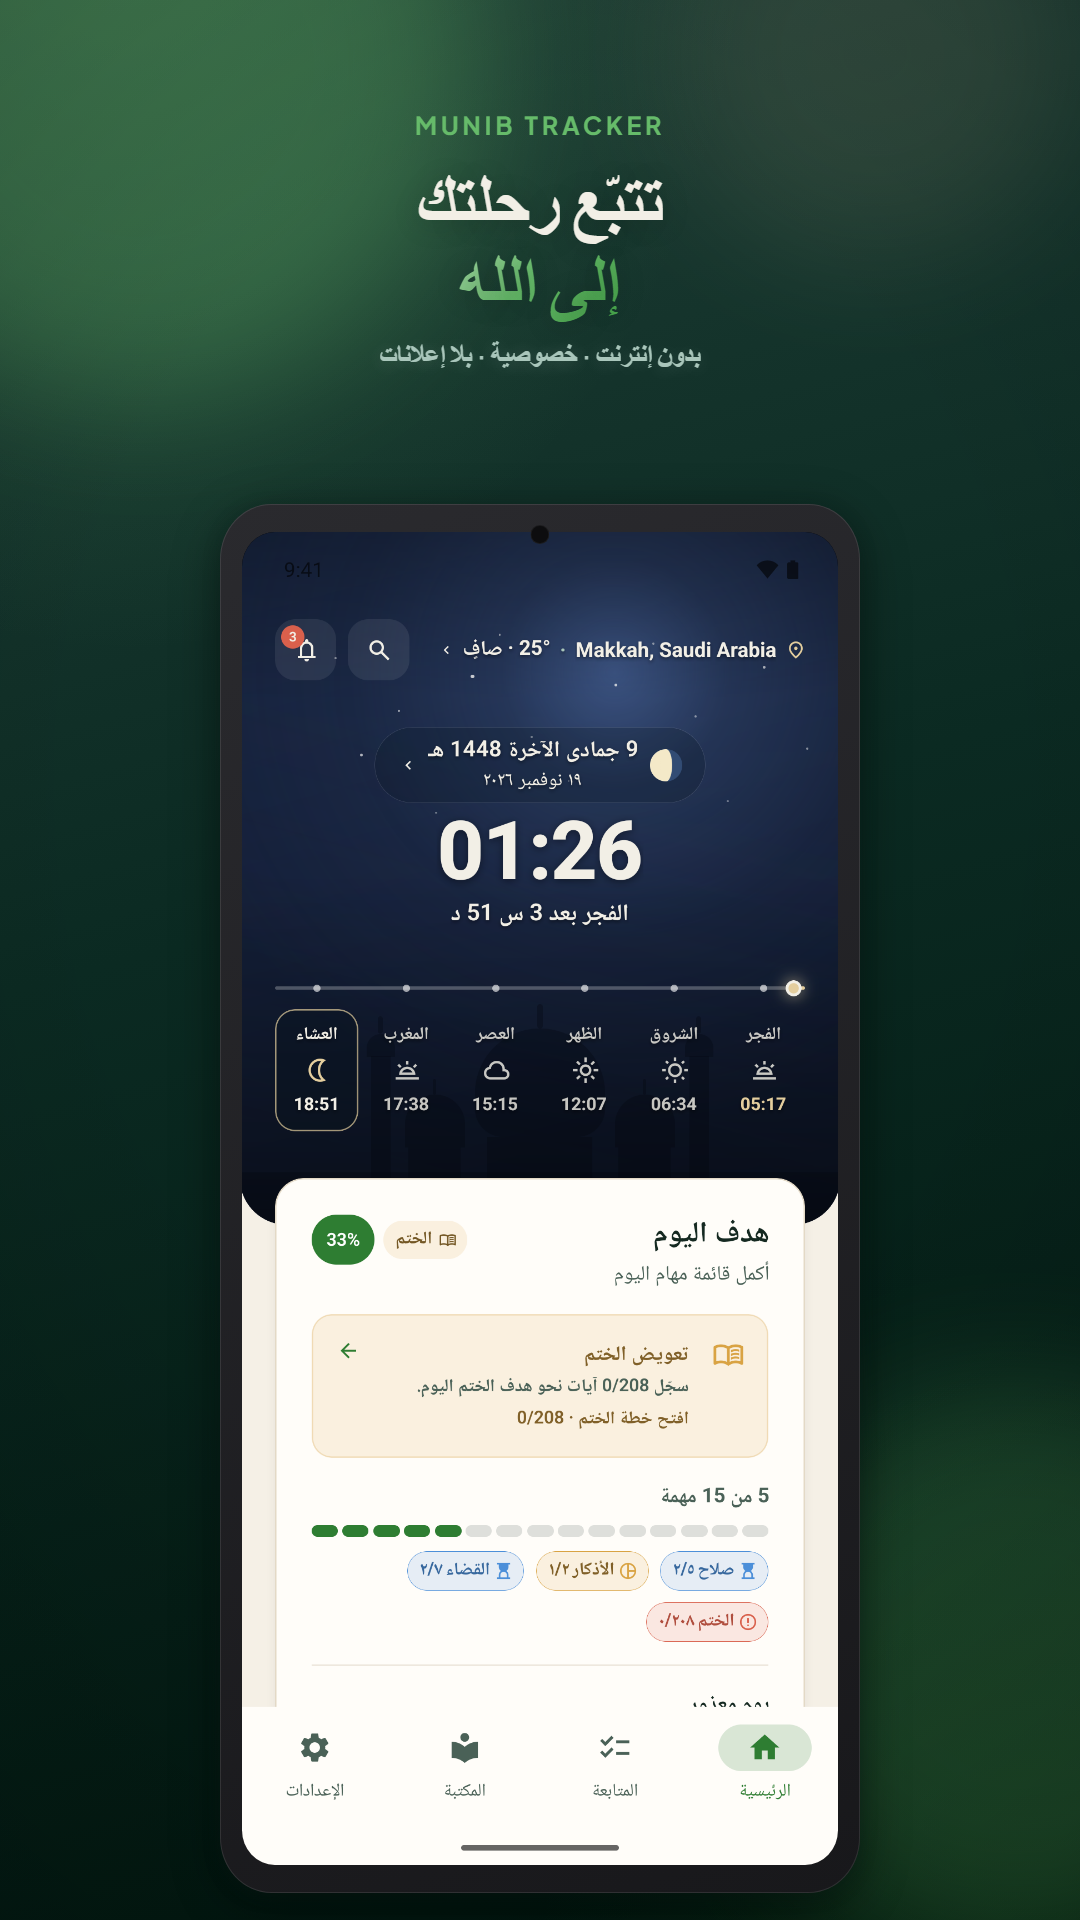 MUNIB TRACKER
تتبّع رحلتك
إلى الله
بدون إنترنت . خصوصية . بلا إعلانات
9:41
Makkah, Saudi Arabia · 25° · صافٍ
3
9 جمادى الآخرة 1448 هـ
١٩ نوفمبر ٢٠٢٦
01:26
الفجر بعد 3 س 51 د
الفجر الشروق الظهر العصر المغرب العشاء
05:17 06:34 12:07 15:15 17:38 18:51
هدف اليوم
الختم 33%
أكمل قائمة مهام اليوم
تعويض الختم
سجّل 0/208 آيات نحو هدف الختم اليوم.
افتح خطة الختم · 0/208
5 من 15 مهمة
صلاح ٢/٥ الأذكار ١/٢ القضاء ٢/٧
الختم ٠/٢٠٨
يوم معذور
الرئيسية المتابعة المكتبة الإعدادات